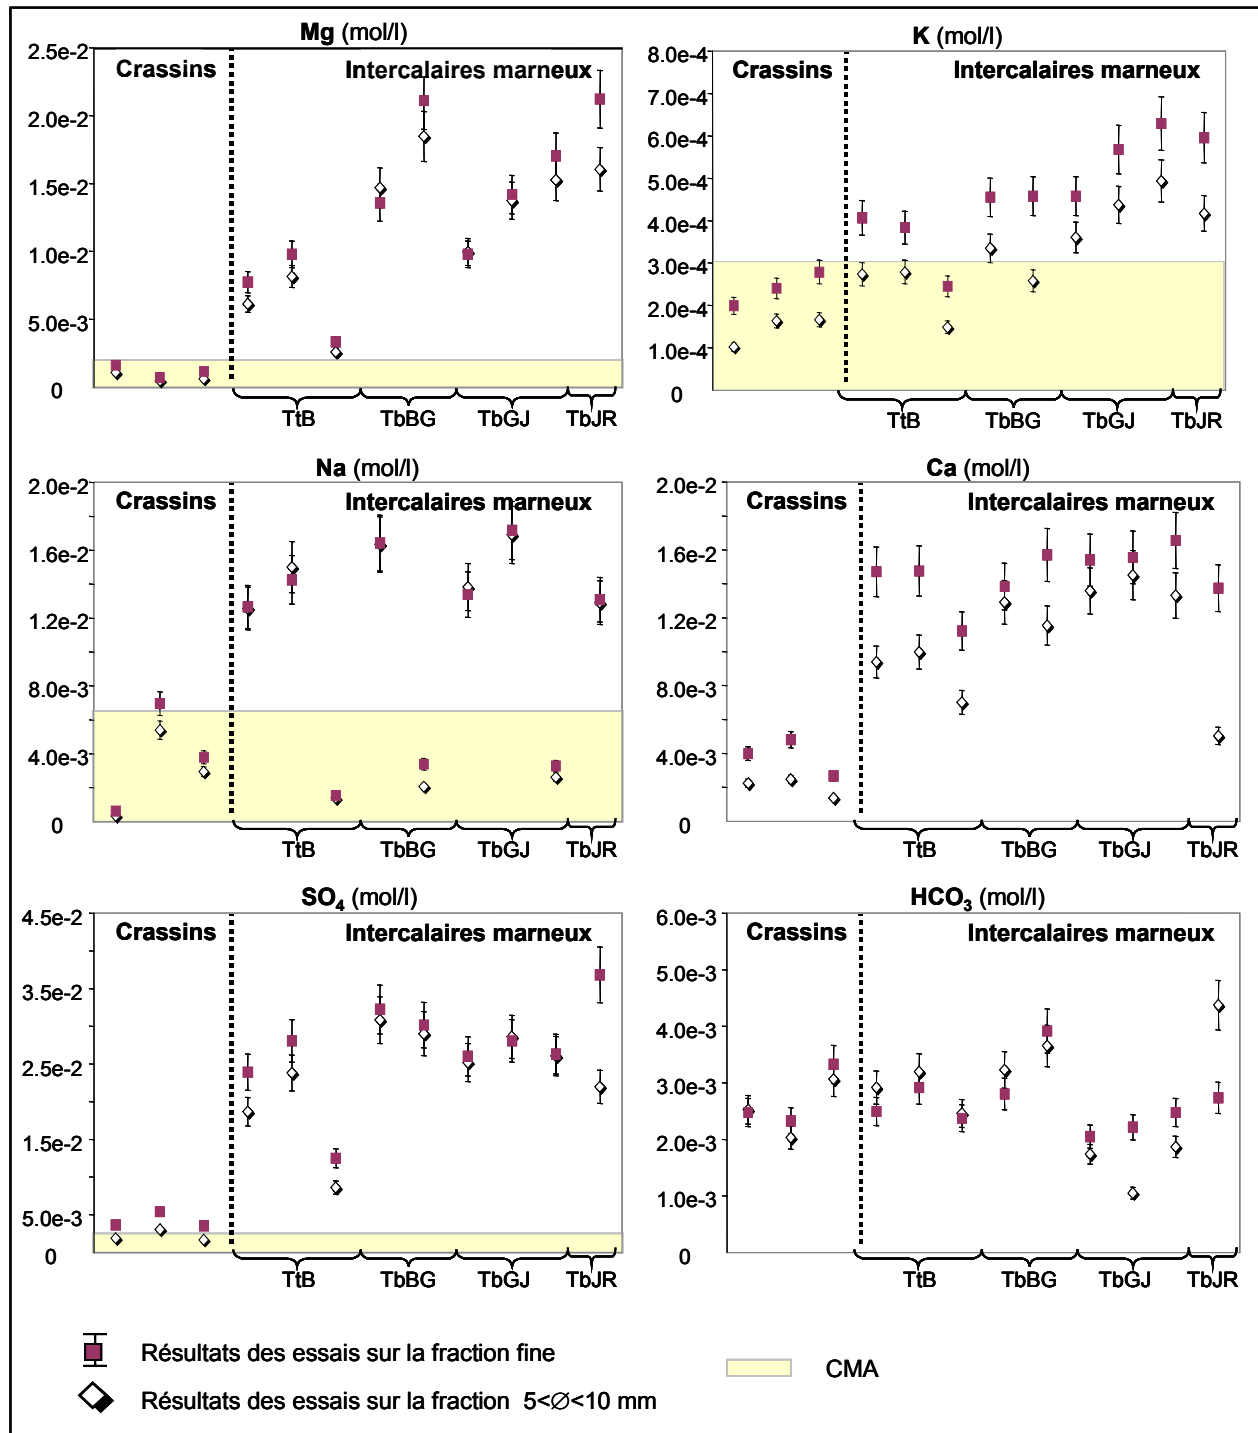 Mg (mol/l)
2.5e-2
2.0e-2
1.5e-2
1.0e-2
5.0e-3
0
Crassins
Intercalaires marneux
TtB
TbBG
TbGJ
TbJR
K (mol/l)
8.0e-4
7.0e-4
6.0e-4
5.0e-4
4.0e-4
3.0e-4
2.0e-4
1.0e-4
0
Crassins
Intercalaires marneux
TtB
TbBG
TbGJ
TbJR
Na (mol/l)
2.0e-2
1.6e-2
1.2e-2
8.0e-3
4.0e-3
0
Crassins
Intercalaires marneux
TtB
TbBG
TbGJ
TbJR
Ca (mol/l)
2.0e-2
1.6e-2
1.2e-2
8.0e-3
4.0e-3
0
Crassins
Intercalaires marneux
TtB
TbBG
TbGJ
TbJR
SO₄ (mol/l)
4.5e-2
3.5e-2
2.5e-2
1.5e-2
5.0e-3
0
Crassins
Intercalaires marneux
TtB
TbBG
TbGJ
TbJR
HCO₃ (mol/l)
6.0e-3
5.0e-3
4.0e-3
3.0e-3
2.0e-3
1.0e-3
0
Crassins
Intercalaires marneux
TtB
TbBG
TbGJ
TbJR
Résultats des essais sur la fraction fine
Résultats des essais sur la fraction 5<∅<10 mm
CMA